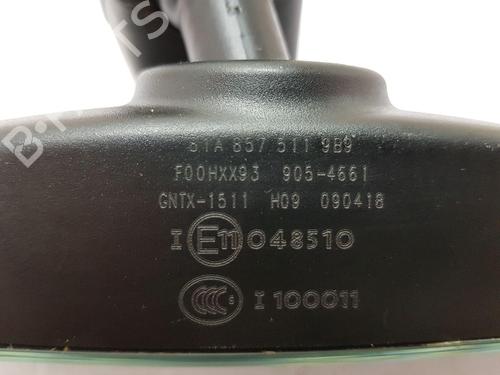 81A 857 511 9B9
F00HXX93 905-4661
GNTX-1511 H09 090418
I E11 048510
CCC S I 100011